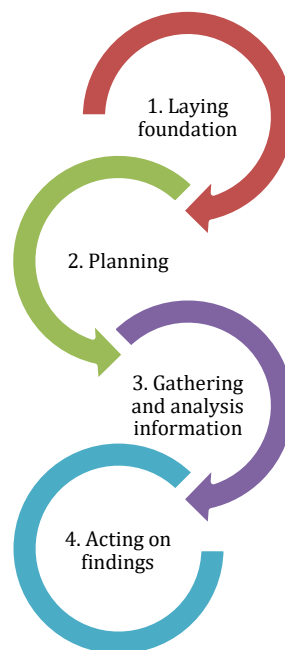 1. Laying
foundation
2. Planning
3. Gathering
and analysis
information
4. Acting on
findings